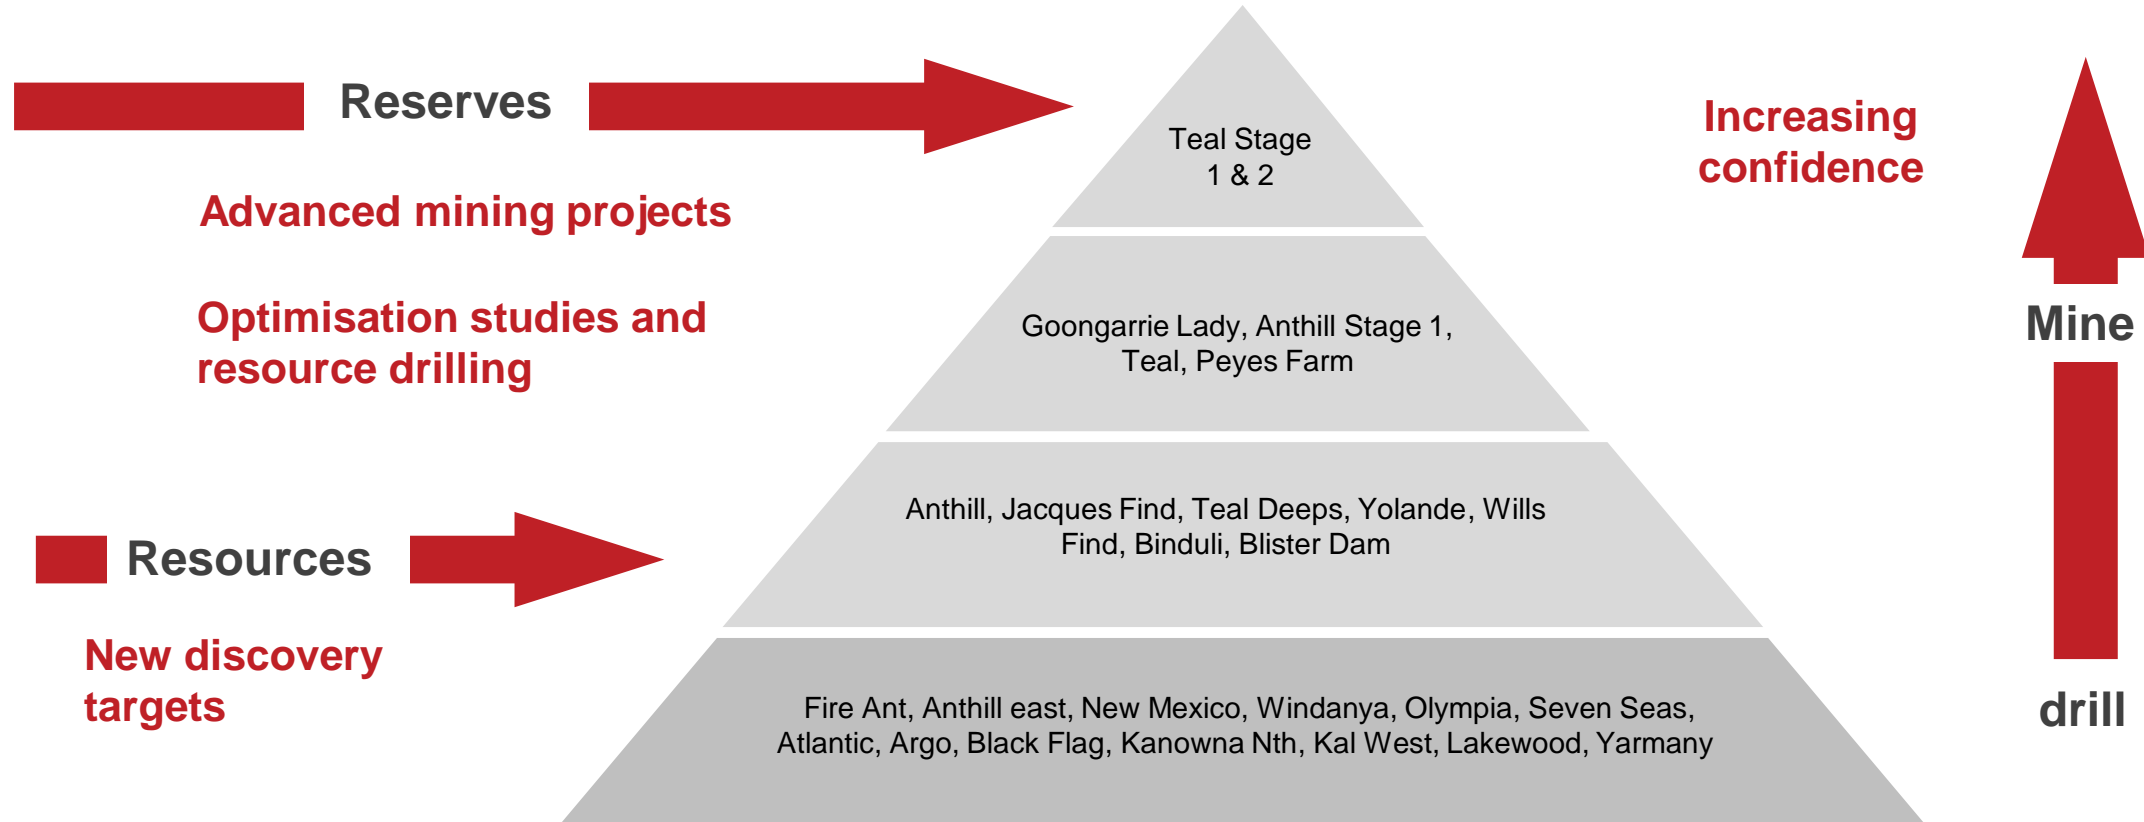 Reserves
Advanced mining projects
Optimisation studies and
resource drilling
Resources
New discovery
targets
Teal Stage
1 & 2
Goongarrie Lady, Anthill Stage 1,
Teal, Peyes Farm
Anthill, Jacques Find, Teal Deeps, Yolande, Wills
Find, Binduli, Blister Dam
Fire Ant, Anthill east, New Mexico, Windanya, Olympia, Seven Seas,
Atlantic, Argo, Black Flag, Kanowna Nth, Kal West, Lakewood, Yarmany
Increasing
confidence
Mine
drill